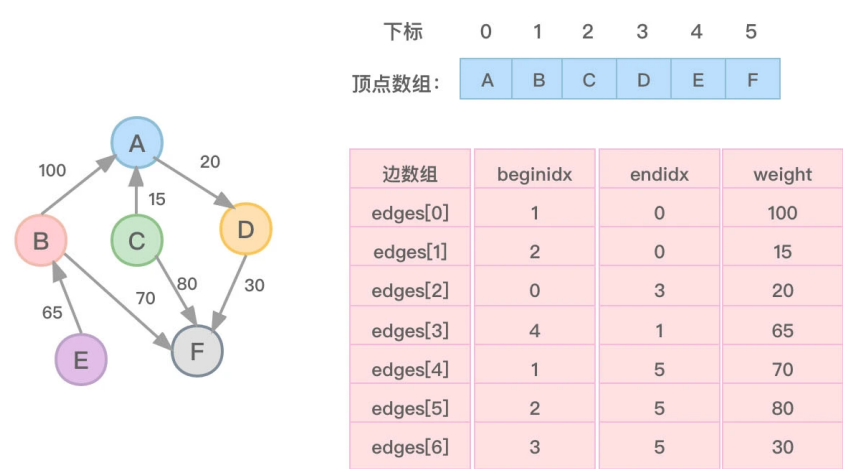 下标 0 1 2 3 4 5
顶点数组： A B C D E F
A
100 20
15
B C D
70 80 30
65
E F
边数组 beginidx endidx weight
edges[0] 1 0 100
edges[1] 2 0 15
edges[2] 0 3 20
edges[3] 4 1 65
edges[4] 1 5 70
edges[5] 2 5 80
edges[6] 3 5 30